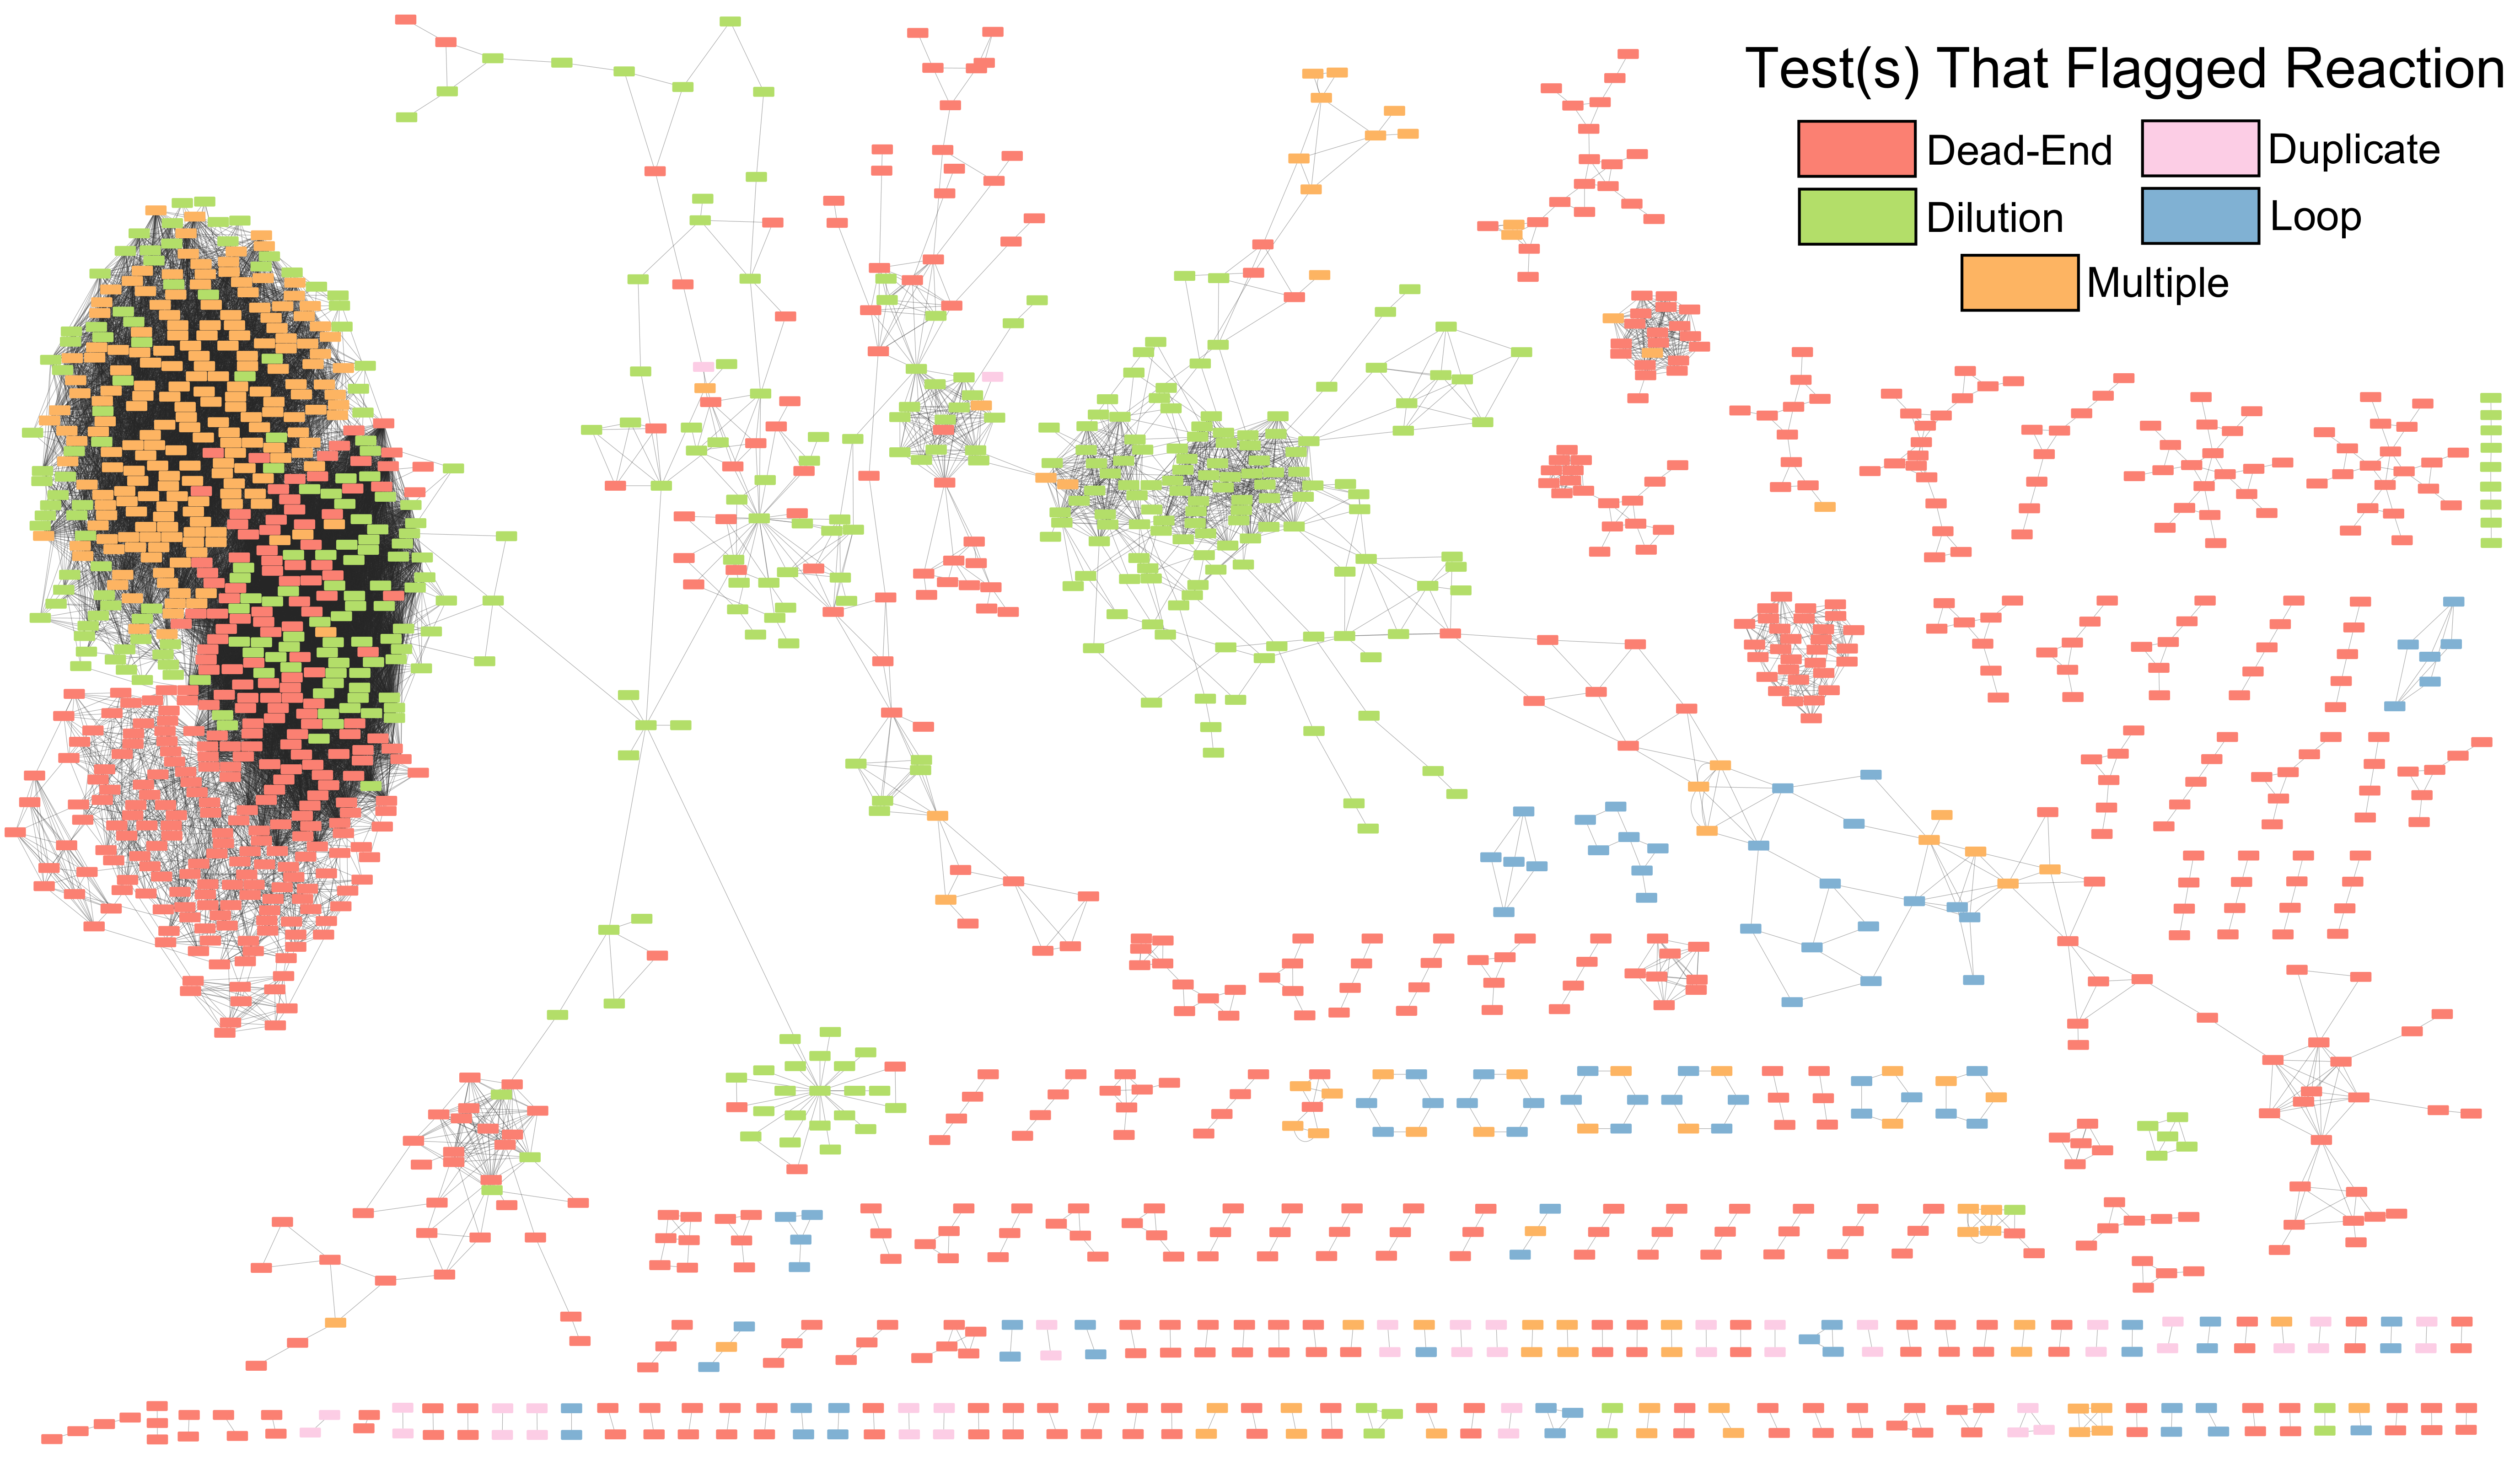 Test(s) That Flagged Reaction
Dead-End
Duplicate
Dilution
Loop
Multiple